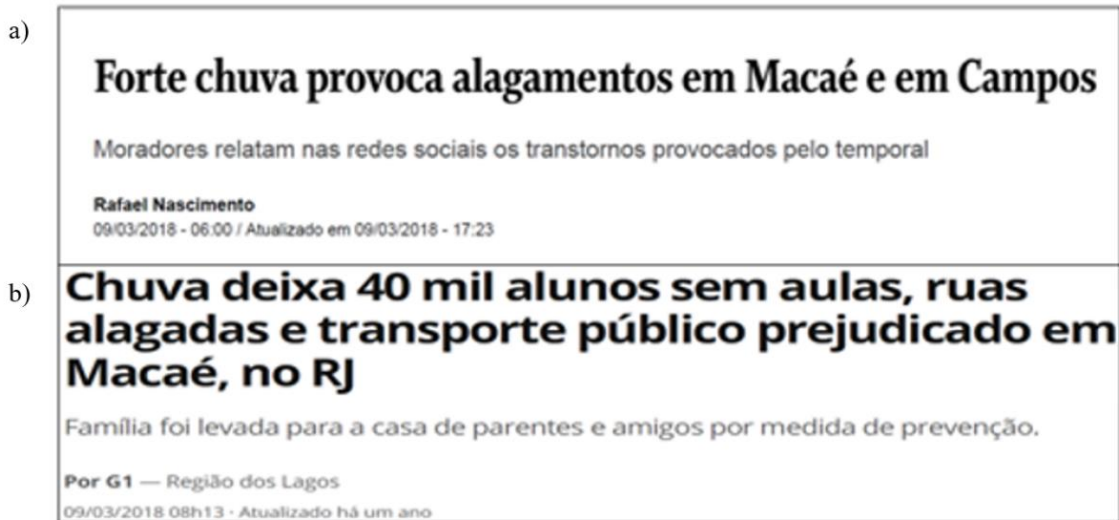 a)
Forte chuva provoca alagamentos em Macaé e em Campos
Moradores relatam nas redes sociais os transtornos provocados pelo temporal
Rafael Nascimento
09/03/2018 - 06:00 / Atualizado em 09/03/2018 - 17:23
b)
Chuva deixa 40 mil alunos sem aulas, ruas
alagadas e transporte público prejudicado em
Macaé, no RJ
Família foi levada para a casa de parentes e amigos por medida de prevenção.
Por G1 — Região dos Lagos
09/03/2018 08h13 · Atualizado há um ano